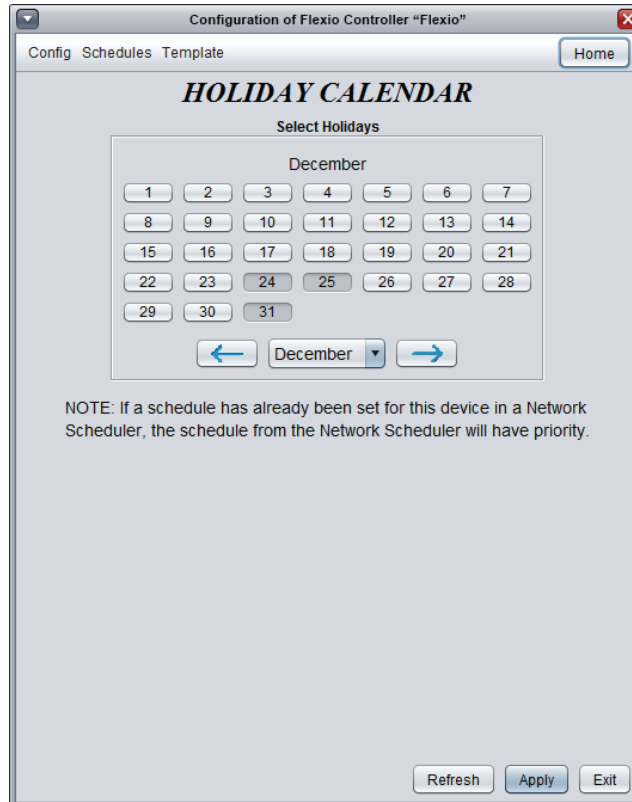 Configuration of Flexio Controller “Flexio”
Config Schedules Template Home
HOLIDAY CALENDAR
Select Holidays
December
1 2 3 4 5 6 7
8 9 10 11 12 13 14
15 16 17 18 19 20 21
22 23 24 25 26 27 28
29 30 31
December
NOTE: If a schedule has already been set for this device in a Network
Scheduler, the schedule from the Network Scheduler will have priority.
Refresh Apply Exit